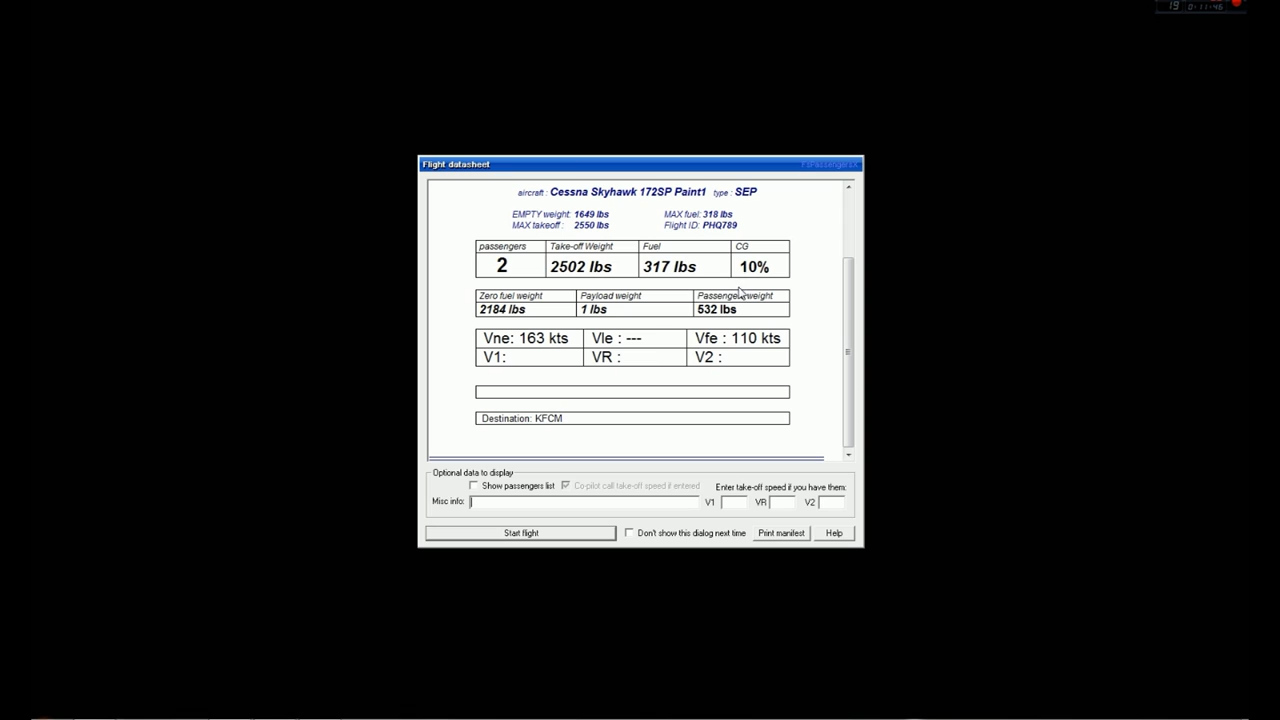 19 0:11:46
Flight datasheet FSPassengersX
aircraft : Cessna Skyhawk 172SP Paint1 type : SEP
EMPTY weight: 1649 lbs MAX fuel: 318 lbs
MAX takeoff : 2550 lbs Flight ID: PHQ789
passengers Take-off Weight Fuel CG
2 2502 lbs 317 lbs 10%
Zero fuel weight Payload weight Passenger weight
2184 lbs 1 lbs 532 lbs
Vne: 163 kts Vle : --- Vfe : 110 kts
V1: VR : V2 :
Destination: KFCM
Optional data to display
Show passengers list Co-pilot call take-off speed if entered Enter take-off speed if you have them:
Misc info: V1 VR V2
Start flight Don't show this dialog next time Print manifest Help